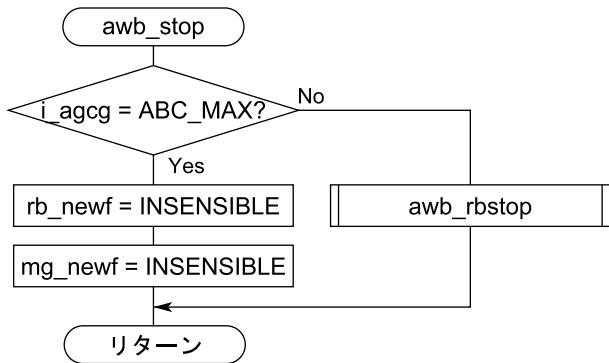 awb_stop
i_agcg = ABC_MAX?
No
Yes
rb_newf = INSENSIBLE
awb_rbstop
mg_newf = INSENSIBLE
リターン